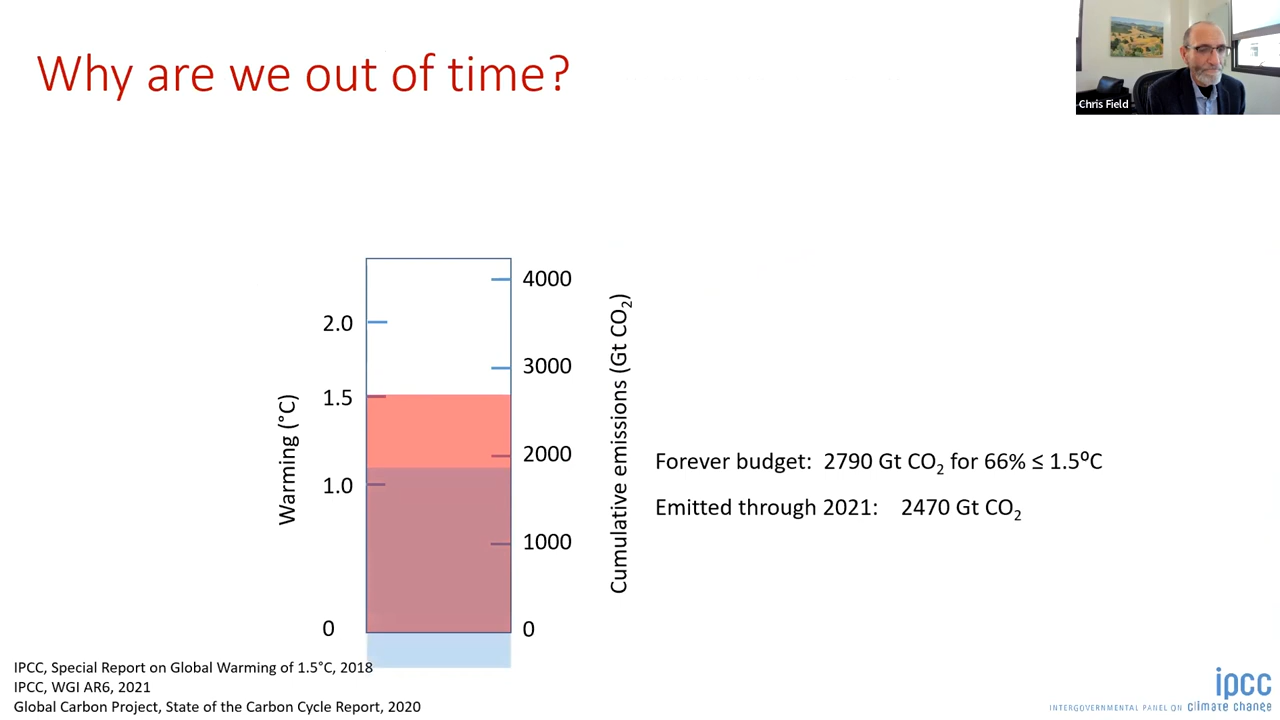 Why are we out of time?
Chris Field
4000
2.0
3000
1.5
2000
1.0
1000
0
0
Warming (°C)
Cumulative emissions (Gt CO₂)
Forever budget: 2790 Gt CO₂ for 66% ≤ 1.5⁰C
Emitted through 2021: 2470 Gt CO₂
IPCC, Special Report on Global Warming of 1.5°C, 2018
IPCC, WGI AR6, 2021
Global Carbon Project, State of the Carbon Cycle Report, 2020
ipcc
INTERGOVERNMENTAL PANEL ON climate change